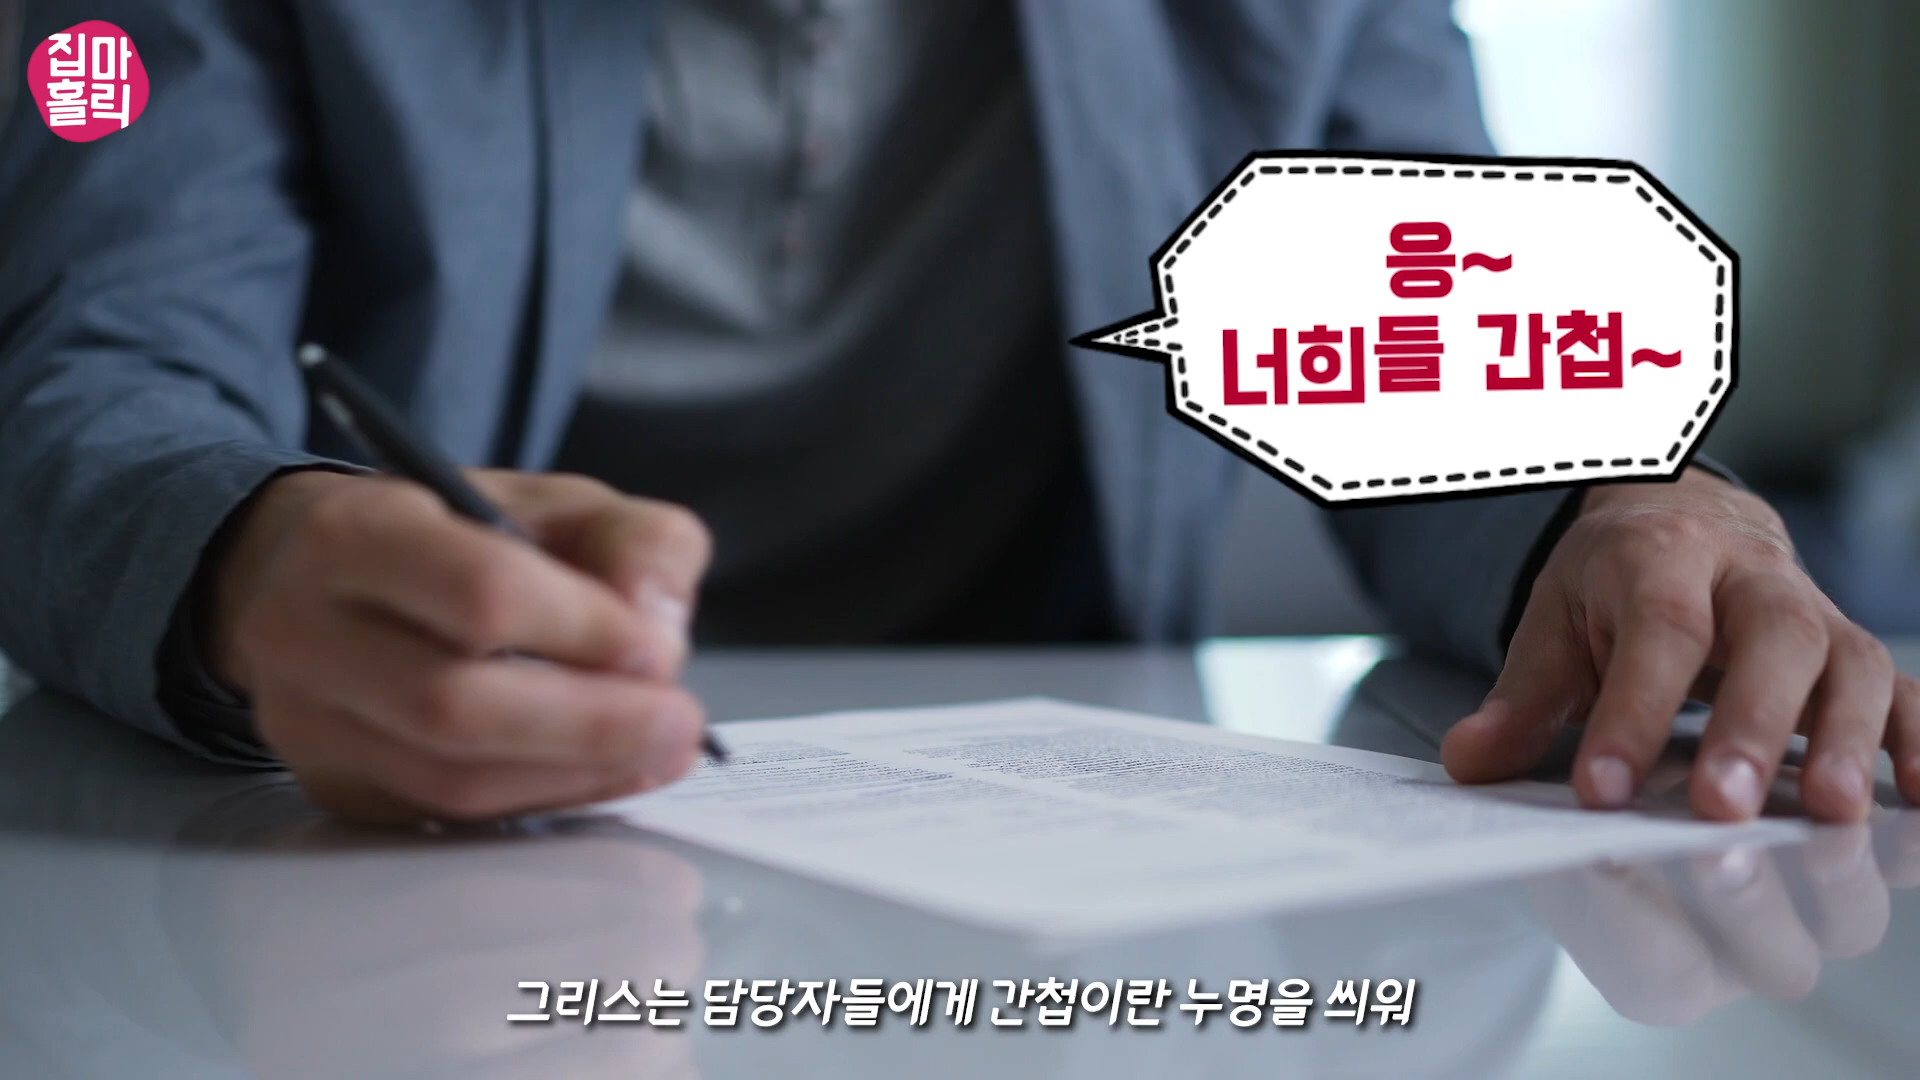 집마
홀릭
응~
너희들 간첩~
그리스는 담당자들에게 간첩이란 누명을 씌워